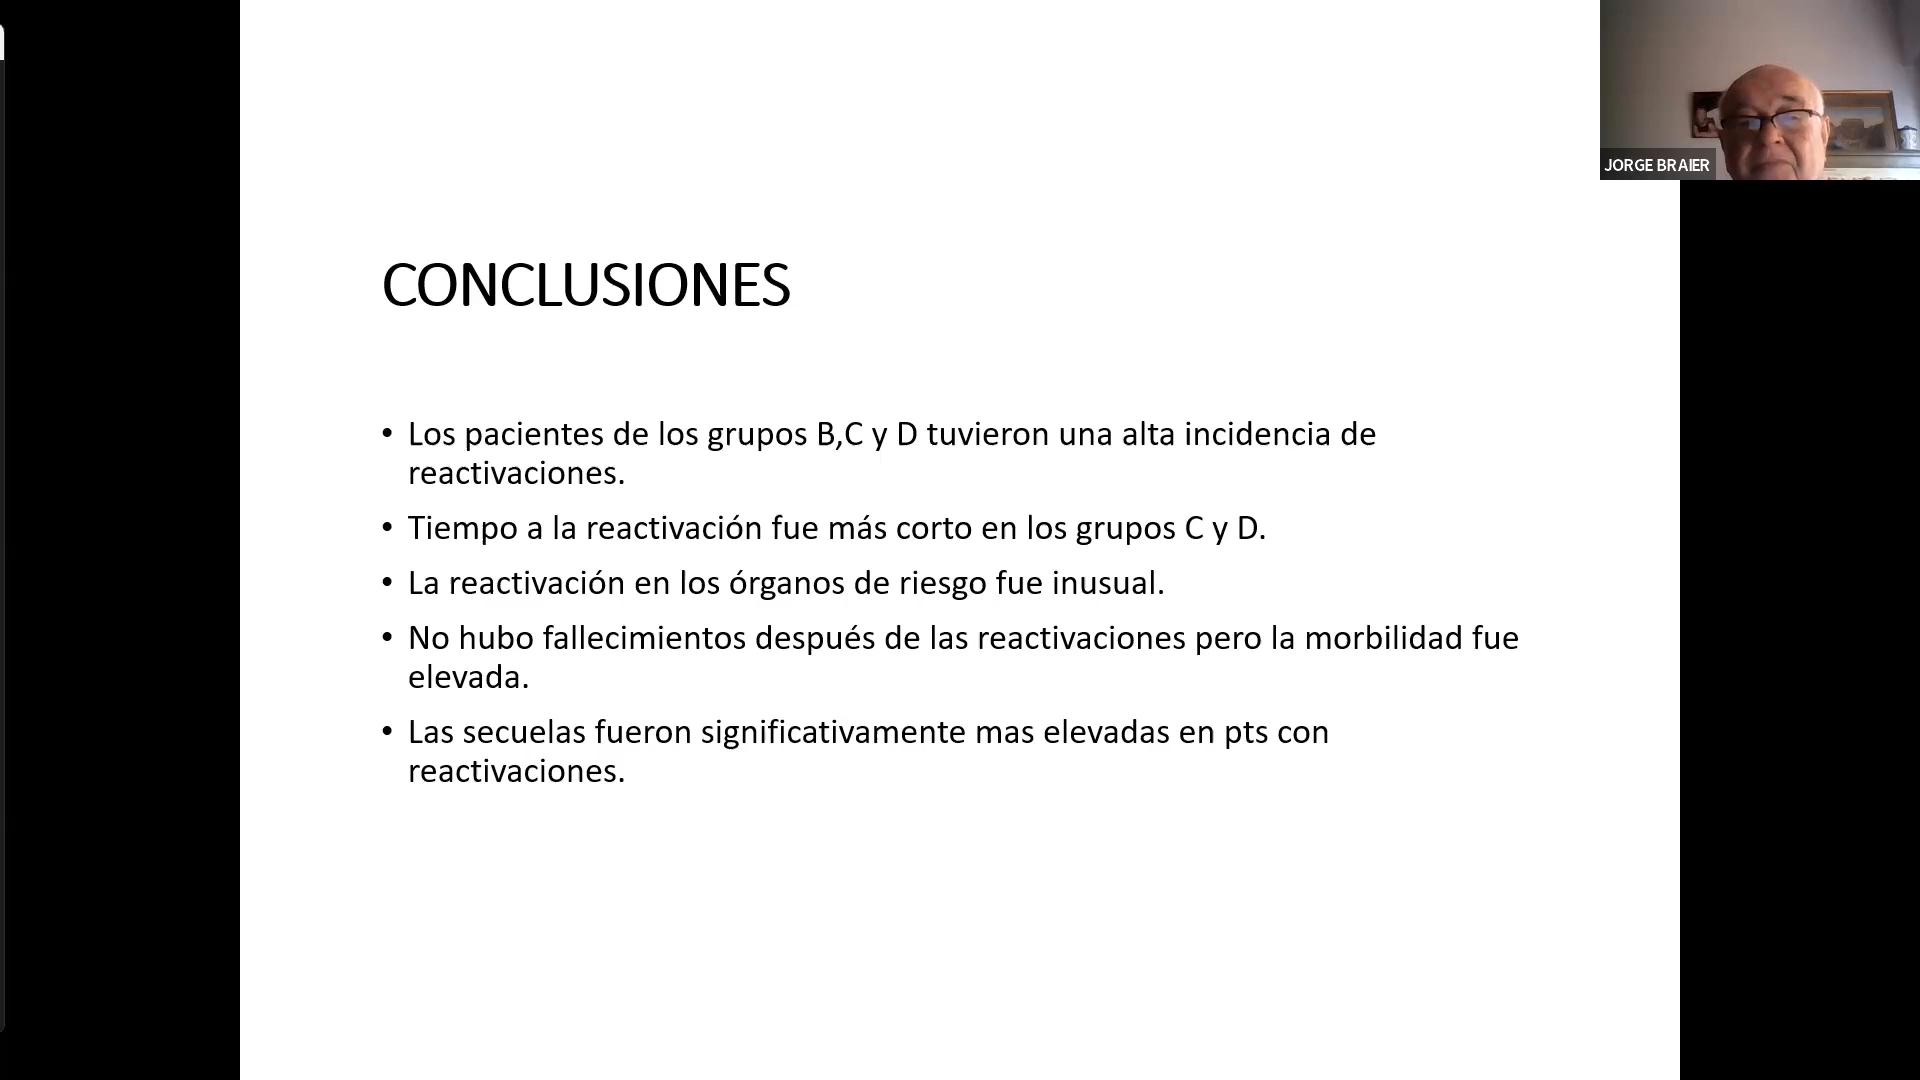 JORGE BRAIER
CONCLUSIONES
• Los pacientes de los grupos B,C y D tuvieron una alta incidencia de
reactivaciones.
• Tiempo a la reactivación fue más corto en los grupos C y D.
• La reactivación en los órganos de riesgo fue inusual.
• No hubo fallecimientos después de las reactivaciones pero la morbilidad fue
elevada.
• Las secuelas fueron significativamente mas elevadas en pts con
reactivaciones.